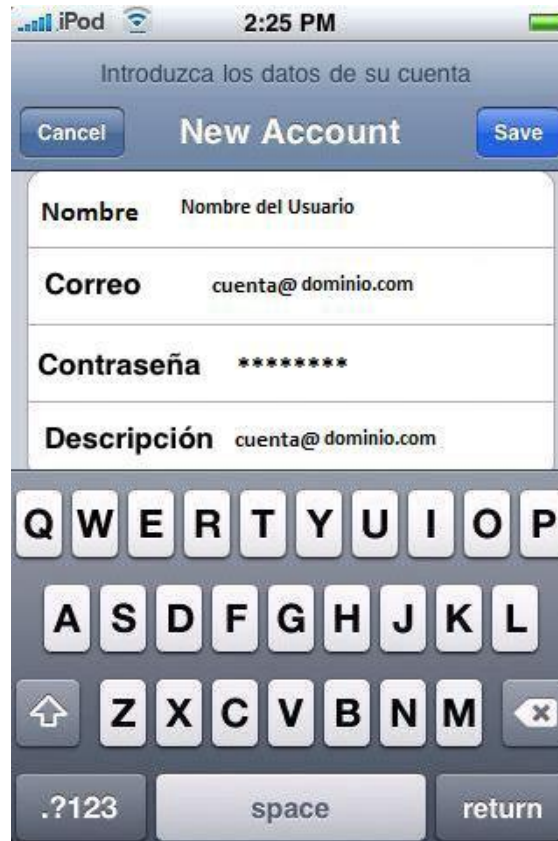 iPod 2:25 PM
Introduzca los datos de su cuenta
Cancel New Account Save
Nombre Nombre del Usuario
Correo cuenta@ dominio.com
Contraseña ********
Descripción cuenta@ dominio.com
Q W E R T Y U I O P
A S D F G H J K L
Z X C V B N M
.?123 space return